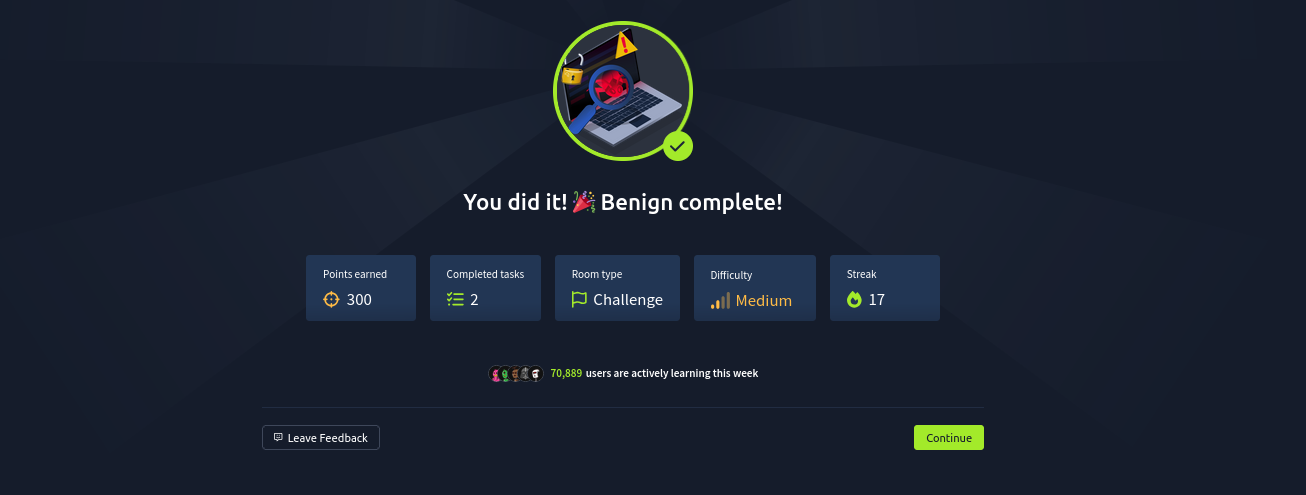 You did it! 🎉 Benign complete!
Points earned
300
Completed tasks
2
Room type
Challenge
Difficulty
Medium
Streak
17
70,889 users are actively learning this week
Leave Feedback
Continue